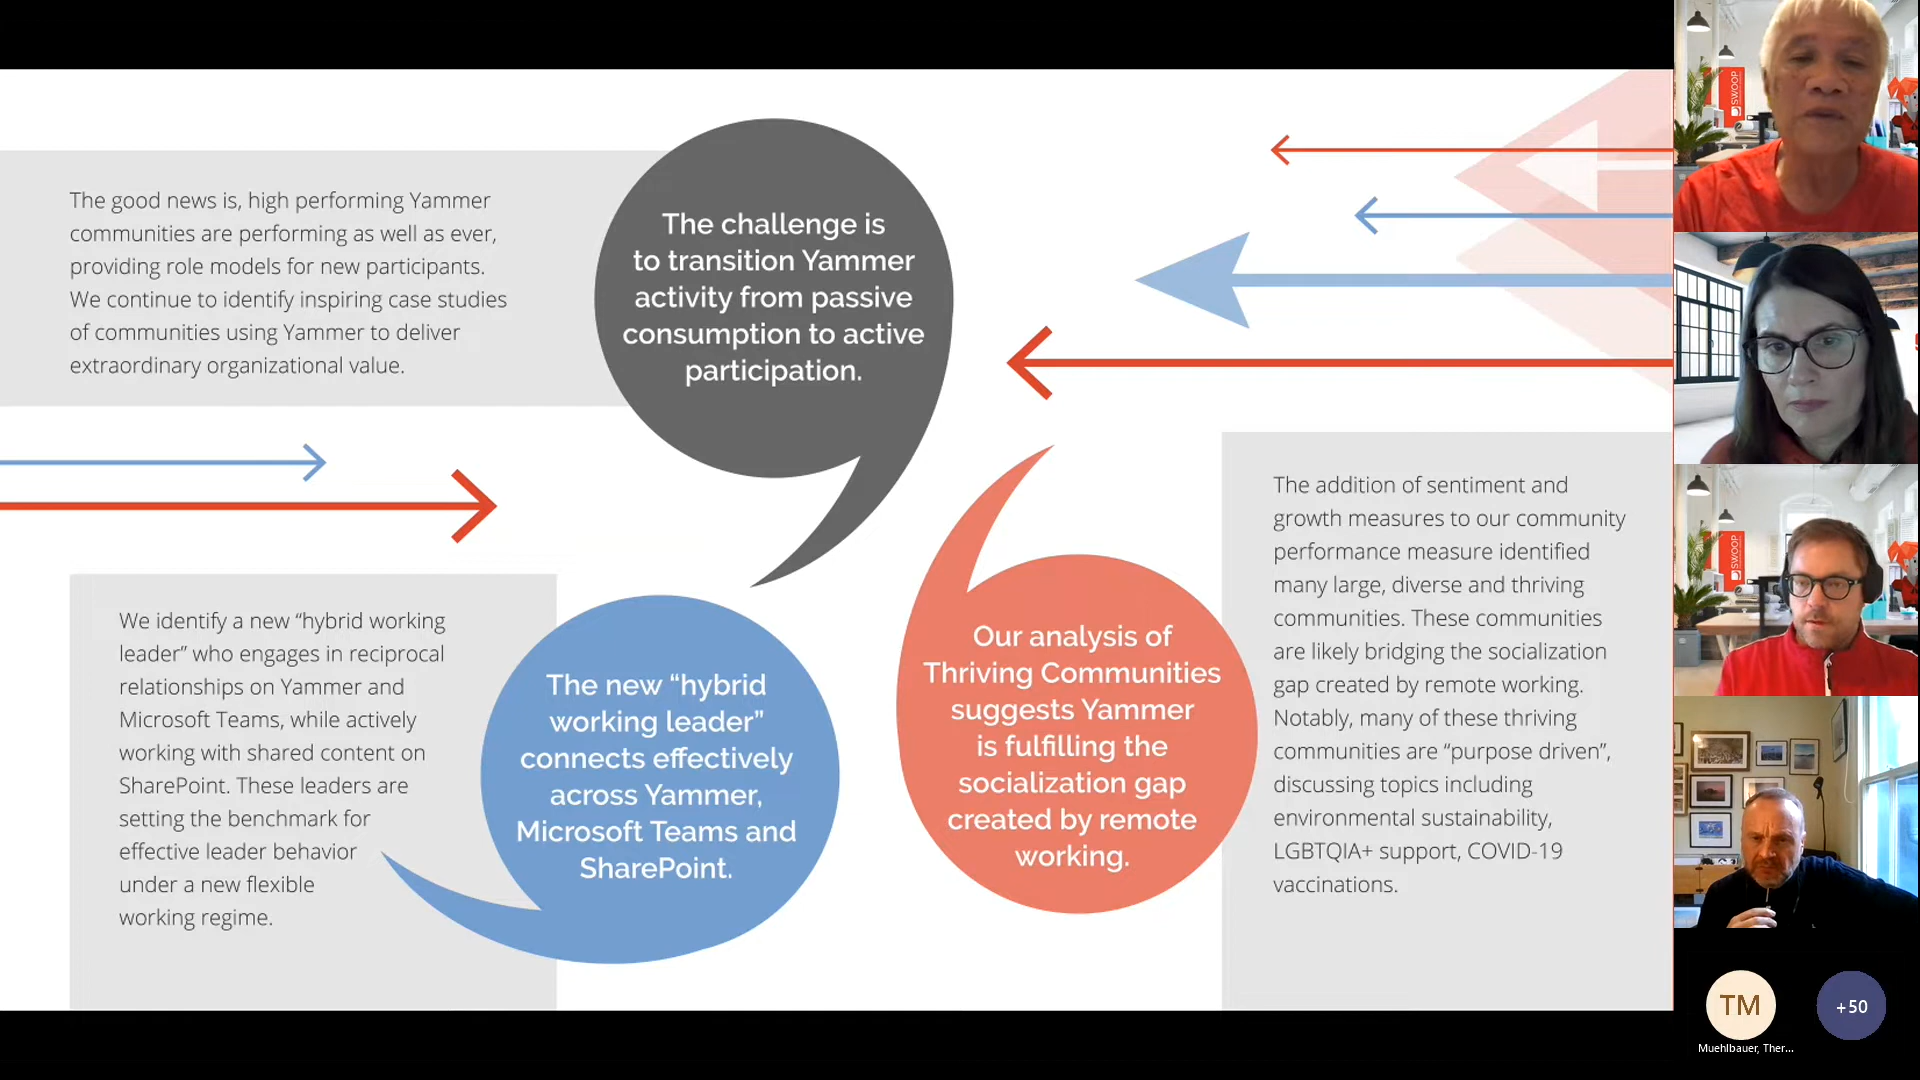 The good news is, high performing Yammer
communities are performing as well as ever,
providing role models for new participants.
We continue to identify inspiring case studies
of communities using Yammer to deliver
extraordinary organizational value.
The challenge is
to transition Yammer
activity from passive
consumption to active
participation.
We identify a new “hybrid working
leader” who engages in reciprocal
relationships on Yammer and
Microsoft Teams, while actively
working with shared content on
SharePoint. These leaders are
setting the benchmark for
effective leader behavior
under a new flexible
working regime.
The new “hybrid
working leader”
connects effectively
across Yammer,
Microsoft Teams and
SharePoint.
Our analysis of
Thriving Communities
suggests Yammer
is fulfilling the
socialization gap
created by remote
working.
The addition of sentiment and
growth measures to our community
performance measure identified
many large, diverse and thriving
communities. These communities
are likely bridging the socialization
gap created by remote working.
Notably, many of these thriving
communities are “purpose driven”,
discussing topics including
environmental sustainability,
LGBTQIA+ support, COVID-19
vaccinations.
SWOOP
SWOOP
TM
+50
Muehlbauer, Ther...